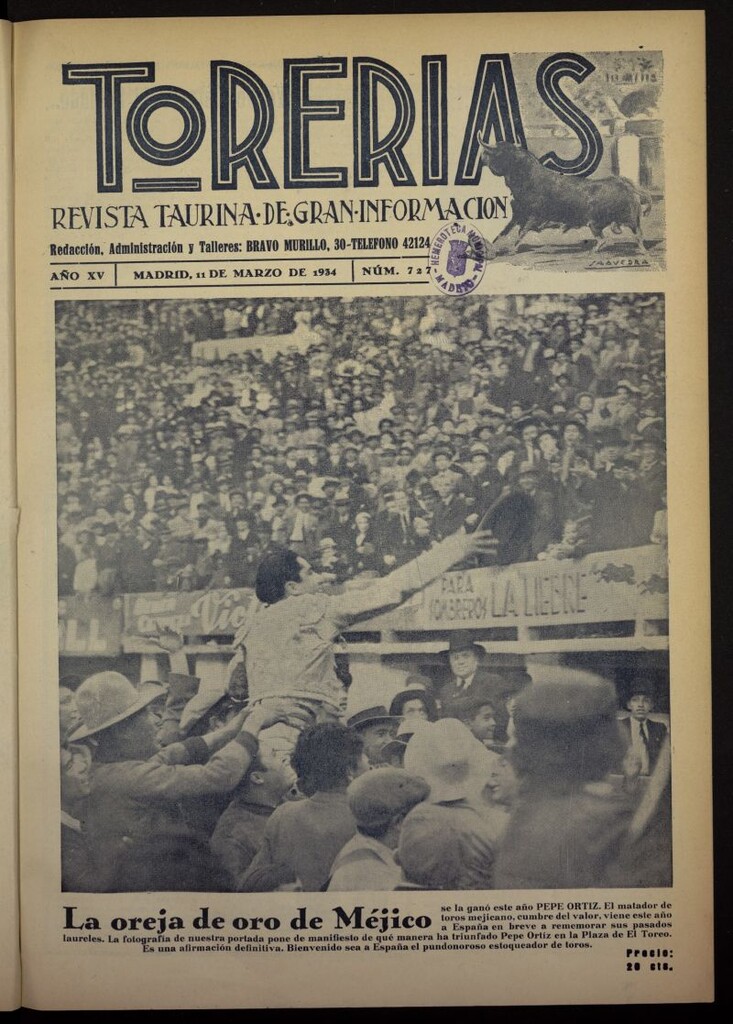 TORERIAS
REVISTA TAURINA·DE·GRAN·INFORMACION
Redacción, Administración y Talleres: BRAVO MURILLO, 30-TELEFONO 42124
AÑO XV | MADRID, 11 DE MARZO DE 1934 | NÚM. 727
HEMEROTECA
MADRID
SAAVEDRA
PARA
SOMBREROS LA LIEBRE
La oreja de oro de Méjico se la ganó este año PEPE ORTIZ. El matador de
toros mejicano, cumbre del valor, viene este año
a España en breve a rememorar sus pasados
laureles. La fotografía de nuestra portada pone de manifiesto de qué manera ha triunfado Pepe Ortiz en la Plaza de El Toreo.
Es una afirmación definitiva. Bienvenido sea a España el pundonoroso estoqueador de toros.
Precio:
20 cts.